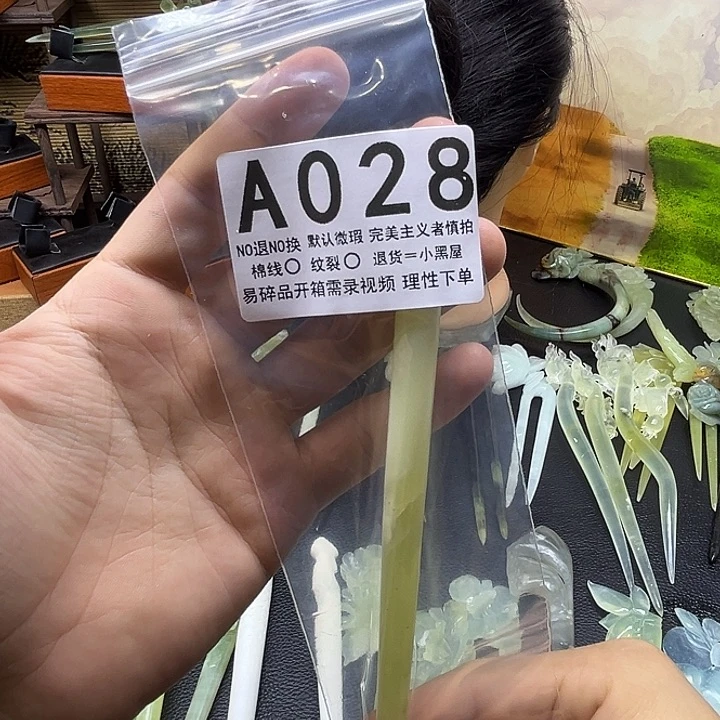 A028
NO退NO换 默认微瑕 完美主义者慎拍
棉线○ 纹裂○ 退货=小黑屋
易碎品开箱需录视频 理性下单